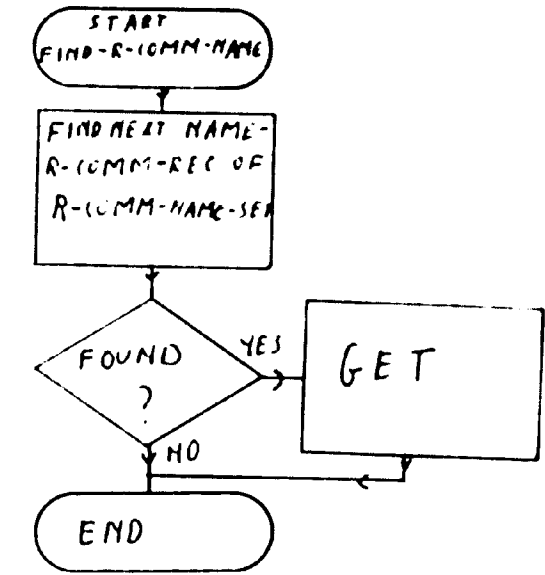 START
FIND-R-COMM-NAME
FIND NEXT NAME-
R-COMM-REC OF
R-COMM-NAME-SET
FOUND
?
YES
GET
NO
END